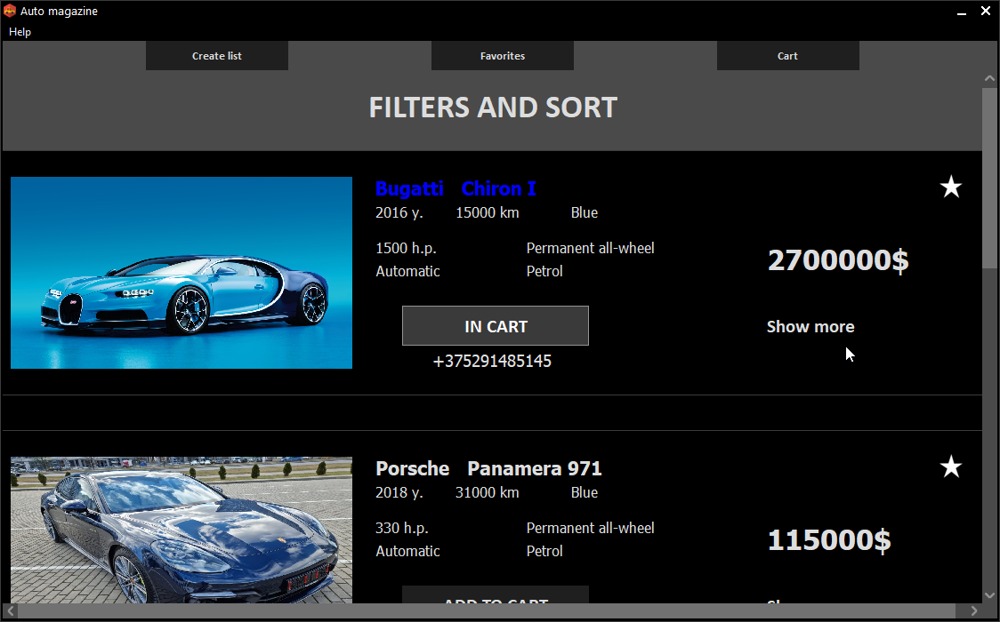 Auto magazine
Help
Create list Favorites Cart
FILTERS AND SORT
Bugatti Chiron I
2016 y. 15000 km Blue
1500 h.p. Permanent all-wheel
2700000$
Automatic Petrol
IN CART Show more
+375291485145
Porsche Panamera 971
2018 y. 31000 km Blue
330 h.p. Permanent all-wheel
115000$
Automatic Petrol
ADD TO CART